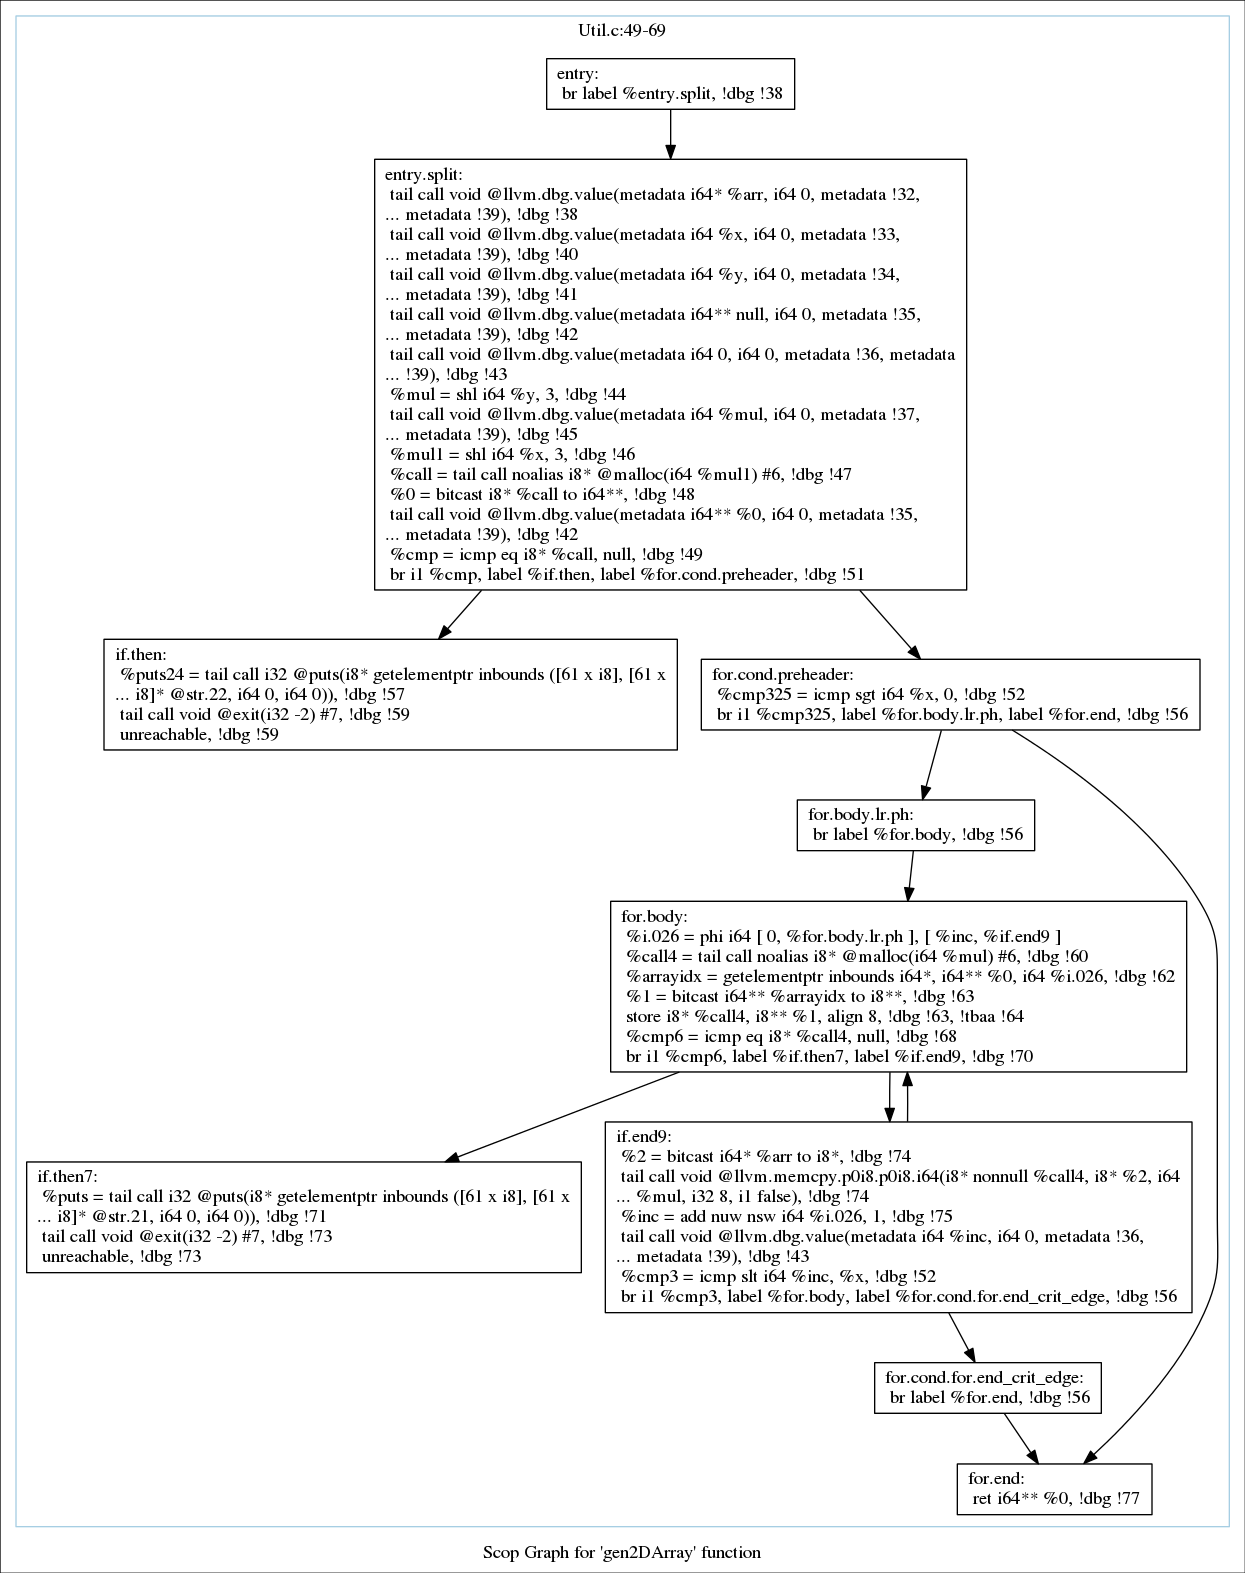 Util.c:49-69
entry:
br label %entry.split, !dbg !38
entry.split:
tail call void @llvm.dbg.value(metadata i64* %arr, i64 0, metadata !32,
... metadata !39), !dbg !38
tail call void @llvm.dbg.value(metadata i64 %x, i64 0, metadata !33,
... metadata !39), !dbg !40
tail call void @llvm.dbg.value(metadata i64 %y, i64 0, metadata !34,
... metadata !39), !dbg !41
tail call void @llvm.dbg.value(metadata i64** null, i64 0, metadata !35,
... metadata !39), !dbg !42
tail call void @llvm.dbg.value(metadata i64 0, i64 0, metadata !36, metadata
... !39), !dbg !43
%mul = shl i64 %y, 3, !dbg !44
tail call void @llvm.dbg.value(metadata i64 %mul, i64 0, metadata !37,
... metadata !39), !dbg !45
%mul1 = shl i64 %x, 3, !dbg !46
%call = tail call noalias i8* @malloc(i64 %mul1) #6, !dbg !47
%0 = bitcast i8* %call to i64**, !dbg !48
tail call void @llvm.dbg.value(metadata i64** %0, i64 0, metadata !35,
... metadata !39), !dbg !42
%cmp = icmp eq i8* %call, null, !dbg !49
br i1 %cmp, label %if.then, label %for.cond.preheader, !dbg !51
if.then:
%puts24 = tail call i32 @puts(i8* getelementptr inbounds ([61 x i8], [61 x
... i8]* @str.22, i64 0, i64 0)), !dbg !57
tail call void @exit(i32 -2) #7, !dbg !59
unreachable, !dbg !59
for.cond.preheader:
%cmp325 = icmp sgt i64 %x, 0, !dbg !52
br i1 %cmp325, label %for.body.lr.ph, label %for.end, !dbg !56
for.body.lr.ph:
br label %for.body, !dbg !56
for.body:
%i.026 = phi i64 [ 0, %for.body.lr.ph ], [ %inc, %if.end9 ]
%call4 = tail call noalias i8* @malloc(i64 %mul) #6, !dbg !60
%arrayidx = getelementptr inbounds i64*, i64** %0, i64 %i.026, !dbg !62
%1 = bitcast i64** %arrayidx to i8**, !dbg !63
store i8* %call4, i8** %1, align 8, !dbg !63, !tbaa !64
%cmp6 = icmp eq i8* %call4, null, !dbg !68
br i1 %cmp6, label %if.then7, label %if.end9, !dbg !70
if.then7:
%puts = tail call i32 @puts(i8* getelementptr inbounds ([61 x i8], [61 x
... i8]* @str.21, i64 0, i64 0)), !dbg !71
tail call void @exit(i32 -2) #7, !dbg !73
unreachable, !dbg !73
if.end9:
%2 = bitcast i64* %arr to i8*, !dbg !74
tail call void @llvm.memcpy.p0i8.p0i8.i64(i8* nonnull %call4, i8* %2, i64
... %mul, i32 8, i1 false), !dbg !74
%inc = add nuw nsw i64 %i.026, 1, !dbg !75
tail call void @llvm.dbg.value(metadata i64 %inc, i64 0, metadata !36,
... metadata !39), !dbg !43
%cmp3 = icmp slt i64 %inc, %x, !dbg !52
br i1 %cmp3, label %for.body, label %for.cond.for.end_crit_edge, !dbg !56
for.cond.for.end_crit_edge:
br label %for.end, !dbg !56
for.end:
ret i64** %0, !dbg !77
Scop Graph for 'gen2DArray' function